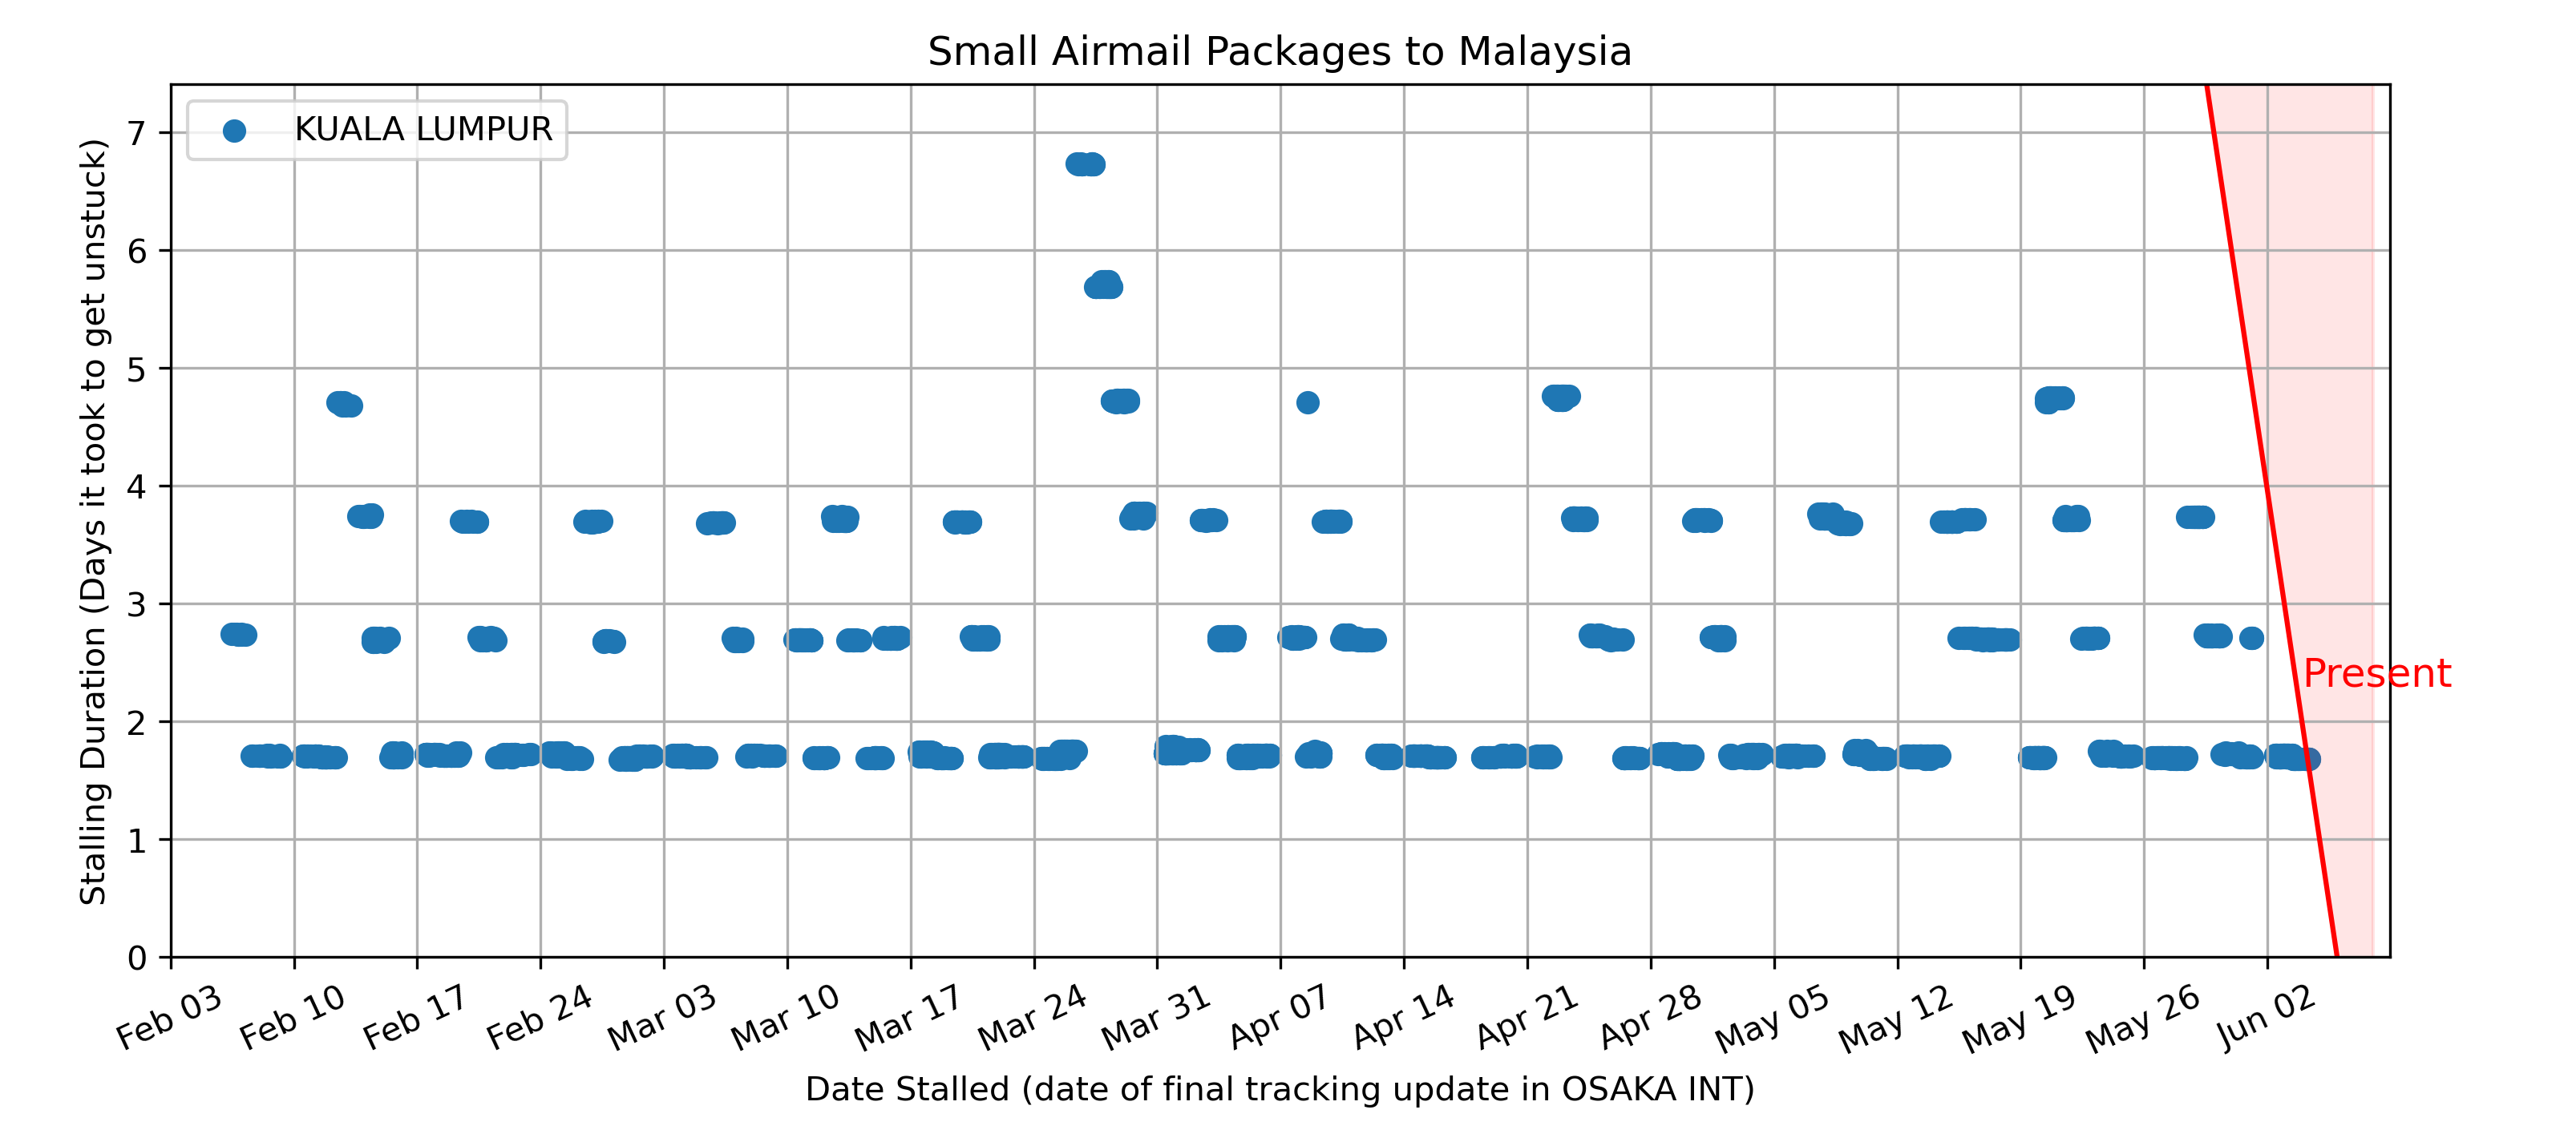 Small Airmail Packages to Malaysia
KUALA LUMPUR
Stalling Duration (Days it took to get unstuck)
7
6
5
4
3
2
1
0
Present
Feb 03
Feb 10
Feb 17
Feb 24
Mar 03
Mar 10
Mar 17
Mar 24
Mar 31
Apr 07
Apr 14
Apr 21
Apr 28
May 05
May 12
May 19
May 26
Jun 02
Date Stalled (date of final tracking update in OSAKA INT)